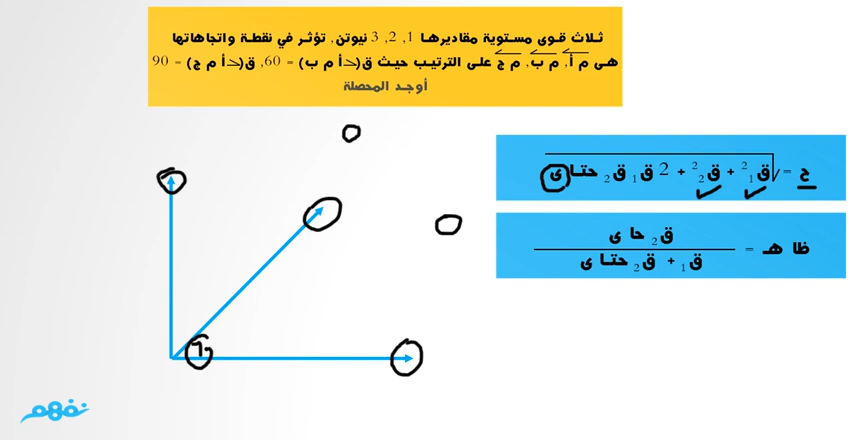 ثلاث قوى مستوية مقاديرها 1, 2, 3 نيوتن, تؤثر في نقطة واتجاهاتها
هى م أ, م ب, م ج على الترتيب حيث ق(>أ م ب) = 60, ق(>أ م ج) = 90
أوجد المحصلة
ح = √ق₁² + ق₂² + 2 ق₁ ق₂ حتا ى
ظا هـ = ق₂ حا ى / ق₁ + ق₂ حتا ى
نفهم